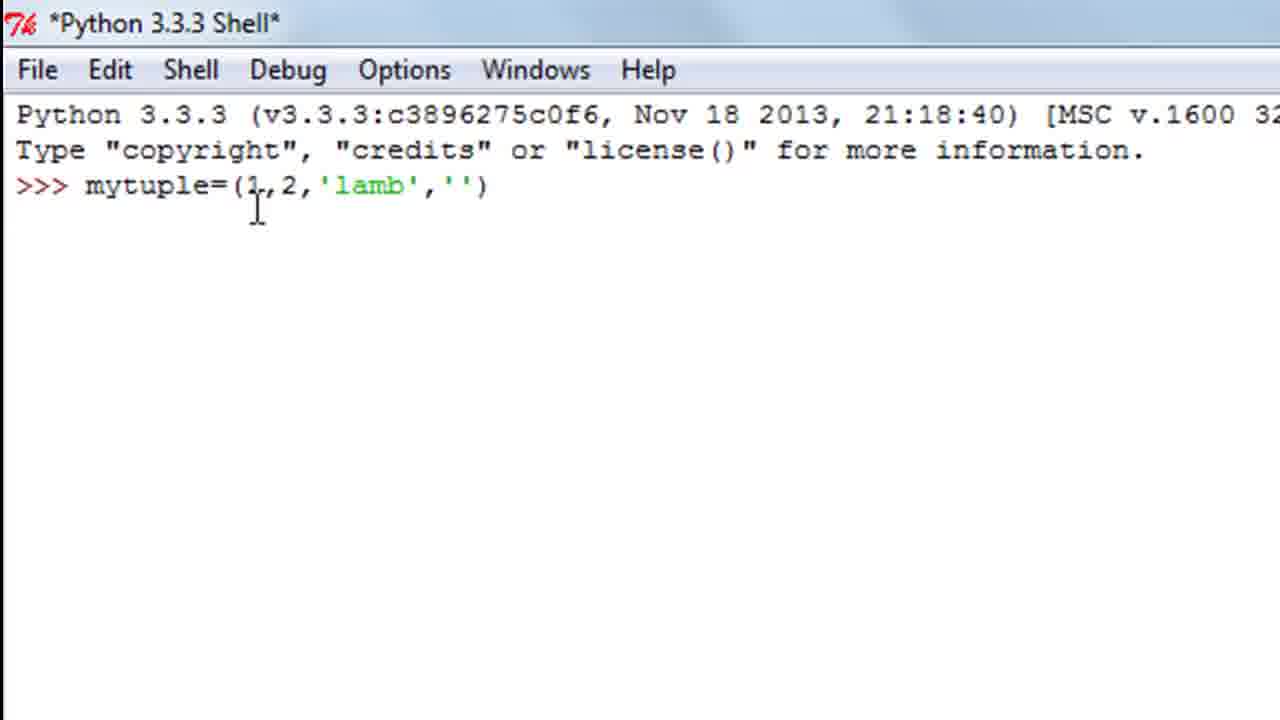 *Python 3.3.3 Shell*
File Edit Shell Debug Options Windows Help
Python 3.3.3 (v3.3.3:c3896275c0f6, Nov 18 2013, 21:18:40) [MSC v.1600 32
Type "copyright", "credits" or "license()" for more information.
>>> mytuple=(1,2,'lamb','')